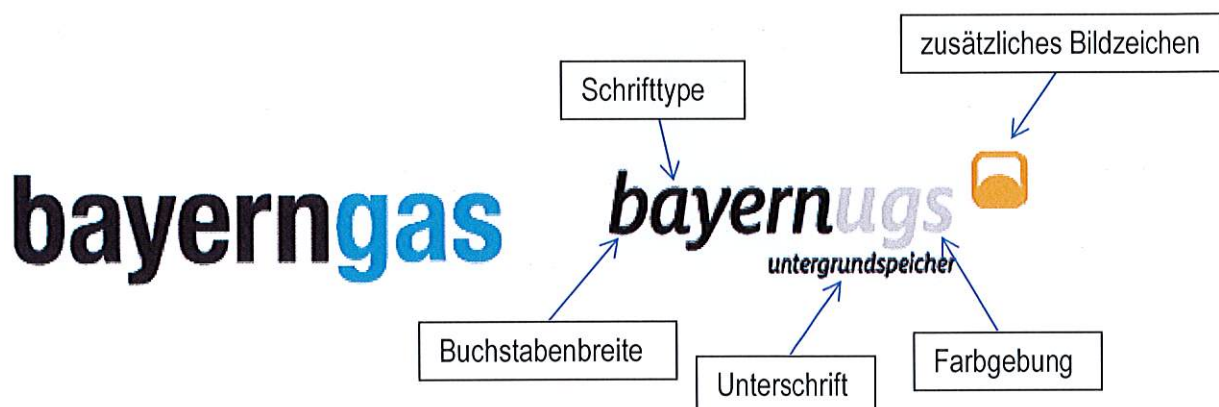 zusätzliches Bildzeichen
Schrifttype
bayerngas
bayernugs
untergrundspeicher
Buchstabenbreite
Unterschrift
Farbgebung